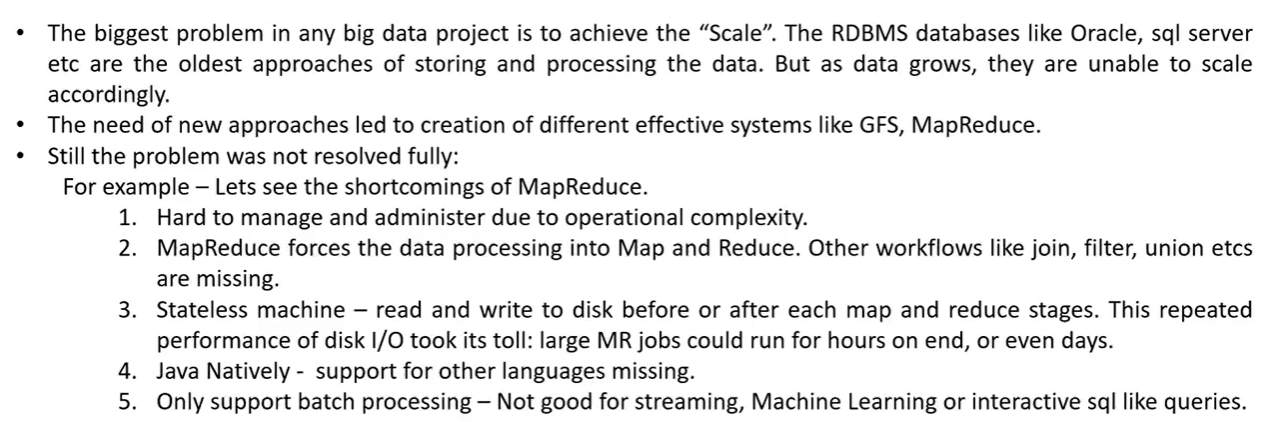 • The biggest problem in any big data project is to achieve the “Scale”. The RDBMS databases like Oracle, sql server
etc are the oldest approaches of storing and processing the data. But as data grows, they are unable to scale
accordingly.
• The need of new approaches led to creation of different effective systems like GFS, MapReduce.
• Still the problem was not resolved fully:
For example – Lets see the shortcomings of MapReduce.
1. Hard to manage and administer due to operational complexity.
2. MapReduce forces the data processing into Map and Reduce. Other workflows like join, filter, union etcs
are missing.
3. Stateless machine – read and write to disk before or after each map and reduce stages. This repeated
performance of disk I/O took its toll: large MR jobs could run for hours on end, or even days.
4. Java Natively - support for other languages missing.
5. Only support batch processing – Not good for streaming, Machine Learning or interactive sql like queries.